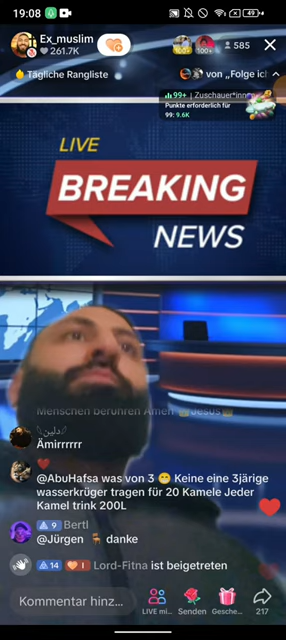 19:08
49
Ex_muslim
261.7K
100+
585
Tägliche Rangliste
von „Folge ich
99+ | Zuschauer*innen
Punkte erforderlich für
99: 9.6K
LIVE
BREAKING
NEWS
Menschen berühren Amen Jesus
Ämirrrrrr
@AbuHafsa was von 3 😁 Keine eine 3järige
wasserkrüger tragen für 20 Kamele Jeder
Kamel trink 200L
9 Bertl
@Jürgen 🦌 danke
14 1 Lord-Fitna ist beigetreten
Kommentar hinz...
LIVE mi...
Senden
Gesche...
217